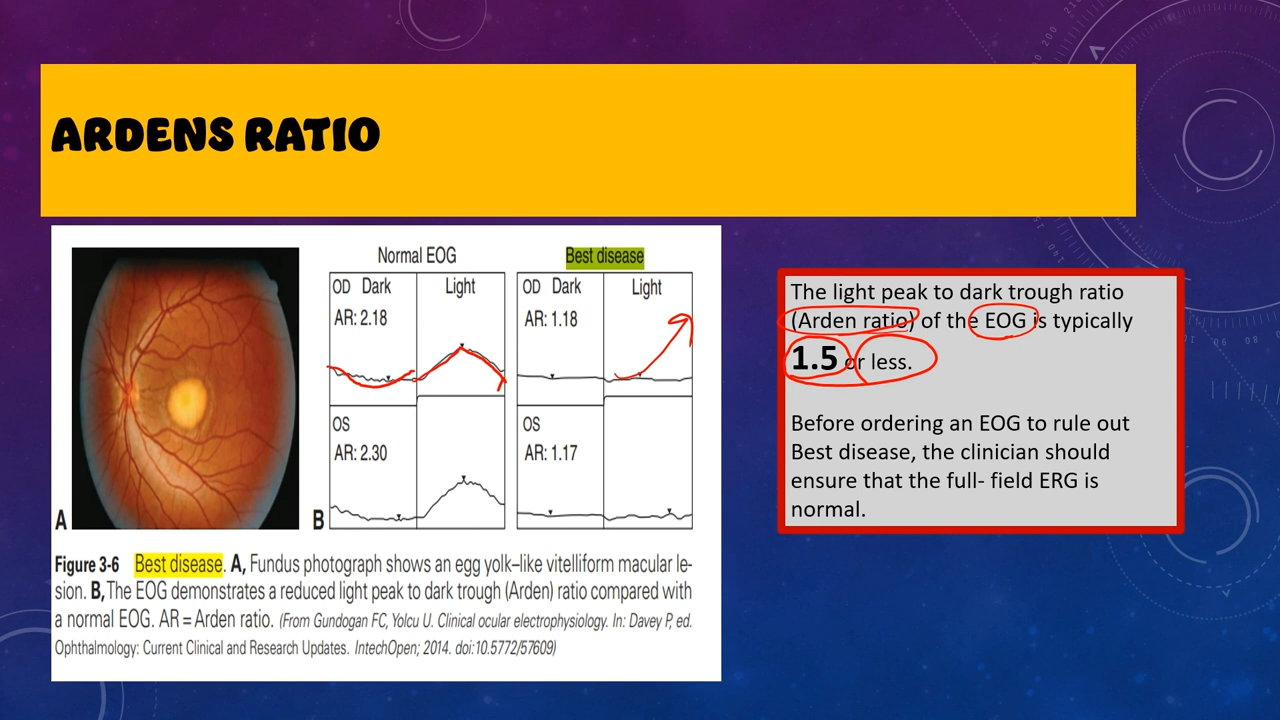 ARDENS RATIO
Normal EOG
Best disease
OD Dark
Light
AR: 2.18
OD Dark
Light
AR: 1.18
OS
AR: 2.30
OS
AR: 1.17
A
B
Figure 3-6 Best disease. A, Fundus photograph shows an egg yolk–like vitelliform macular le-
sion. B, The EOG demonstrates a reduced light peak to dark trough (Arden) ratio compared with
a normal EOG. AR = Arden ratio. (From Gundogan FC, Yolcu U. Clinical ocular electrophysiology. In: Davey P, ed.
Ophthalmology: Current Clinical and Research Updates. IntechOpen; 2014. doi:10.5772/57609)
The light peak to dark trough ratio
(Arden ratio) of the EOG is typically
1.5 or less.
Before ordering an EOG to rule out
Best disease, the clinician should
ensure that the full- field ERG is
normal.